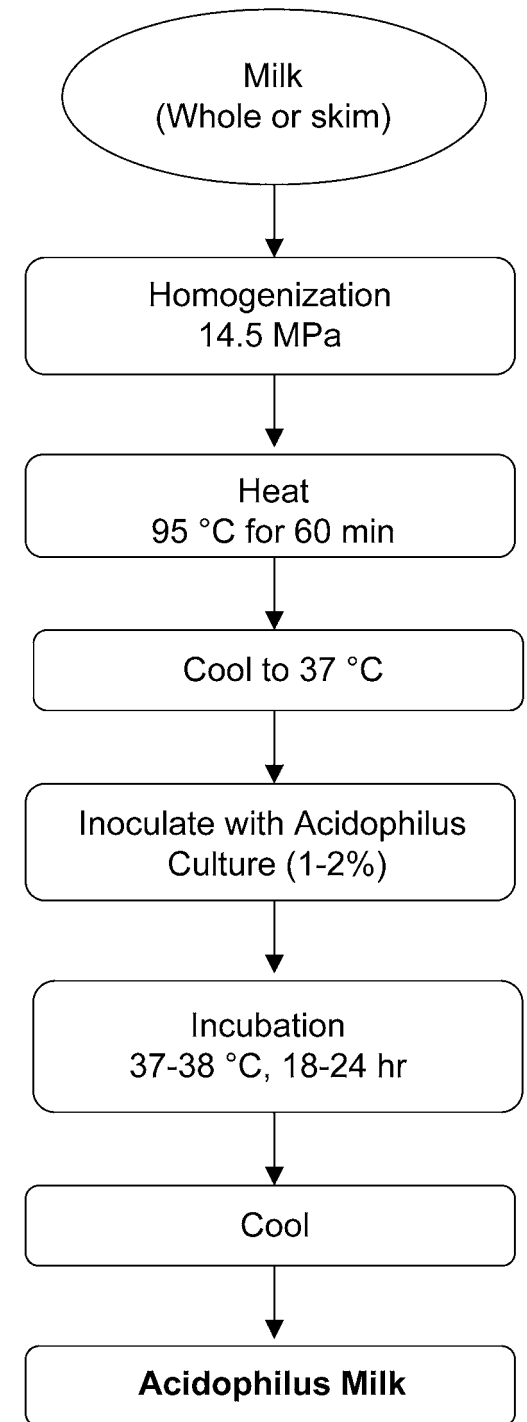 Milk
(Whole or skim)
Homogenization
14.5 MPa
Heat
95 °C for 60 min
Cool to 37 °C
Inoculate with Acidophilus
Culture (1-2%)
Incubation
37-38 °C, 18-24 hr
Cool
Acidophilus Milk